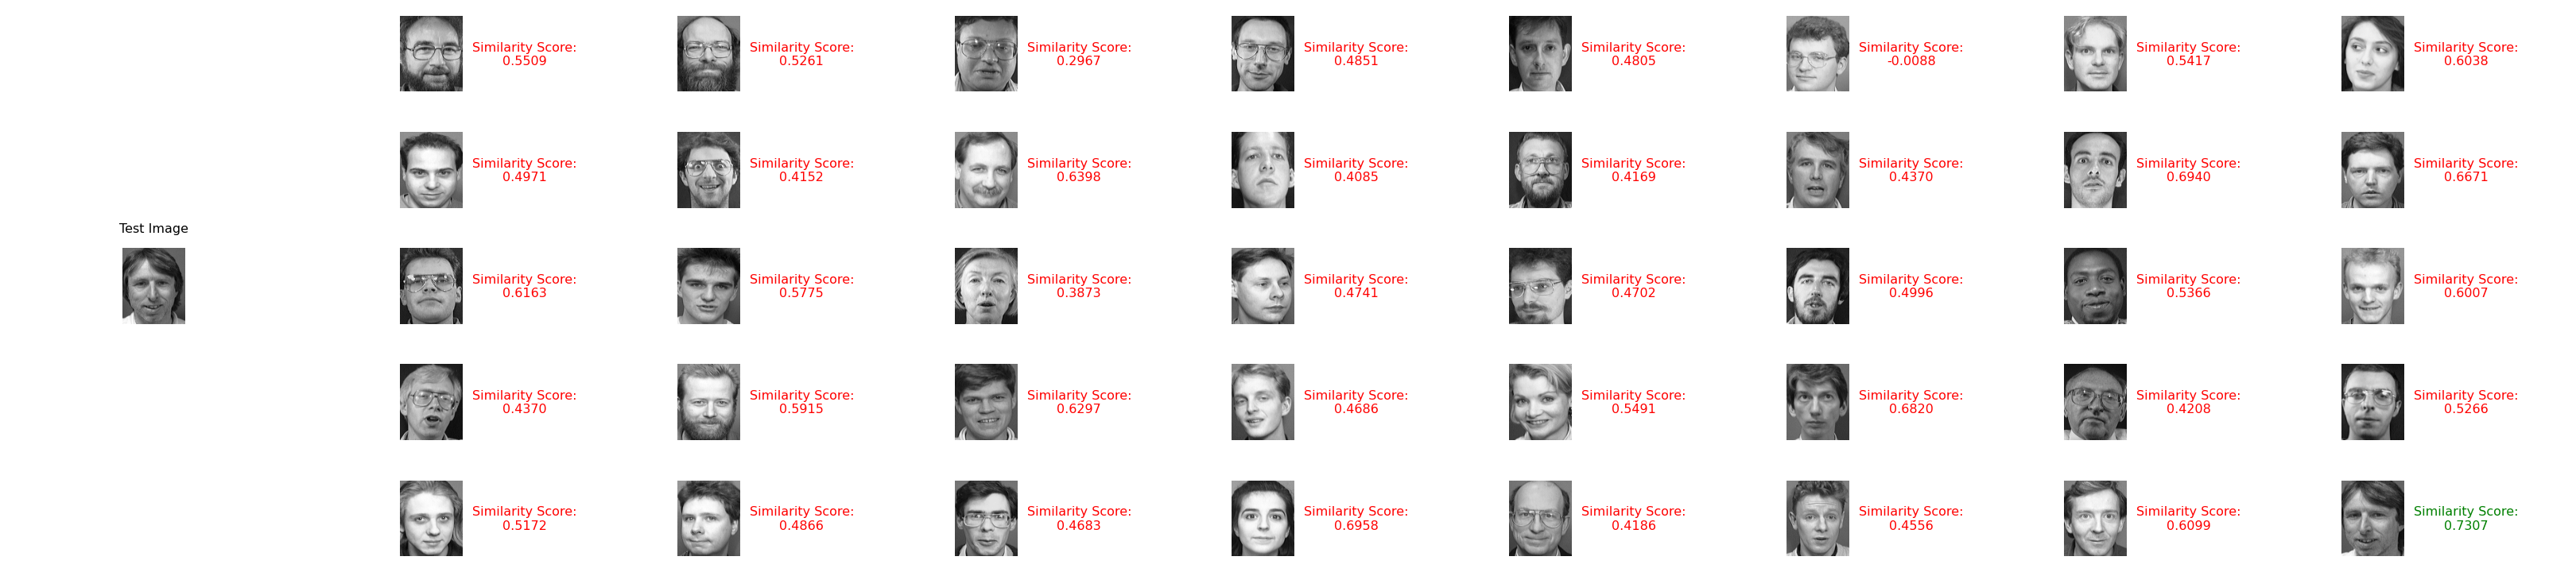 Similarity Score:
0.5509
Similarity Score:
0.5261
Similarity Score:
0.2967
Similarity Score:
0.4851
Similarity Score:
0.4805
Similarity Score:
-0.0088
Similarity Score:
0.5417
Similarity Score:
0.6038
Similarity Score:
0.4971
Similarity Score:
0.4152
Similarity Score:
0.6398
Similarity Score:
0.4085
Similarity Score:
0.4169
Similarity Score:
0.4370
Similarity Score:
0.6940
Similarity Score:
0.6671
Test Image
Similarity Score:
0.6163
Similarity Score:
0.5775
Similarity Score:
0.3873
Similarity Score:
0.4741
Similarity Score:
0.4702
Similarity Score:
0.4996
Similarity Score:
0.5366
Similarity Score:
0.6007
Similarity Score:
0.4370
Similarity Score:
0.5915
Similarity Score:
0.6297
Similarity Score:
0.4686
Similarity Score:
0.5491
Similarity Score:
0.6820
Similarity Score:
0.4208
Similarity Score:
0.5266
Similarity Score:
0.5172
Similarity Score:
0.4866
Similarity Score:
0.4683
Similarity Score:
0.6958
Similarity Score:
0.4186
Similarity Score:
0.4556
Similarity Score:
0.6099
Similarity Score:
0.7307